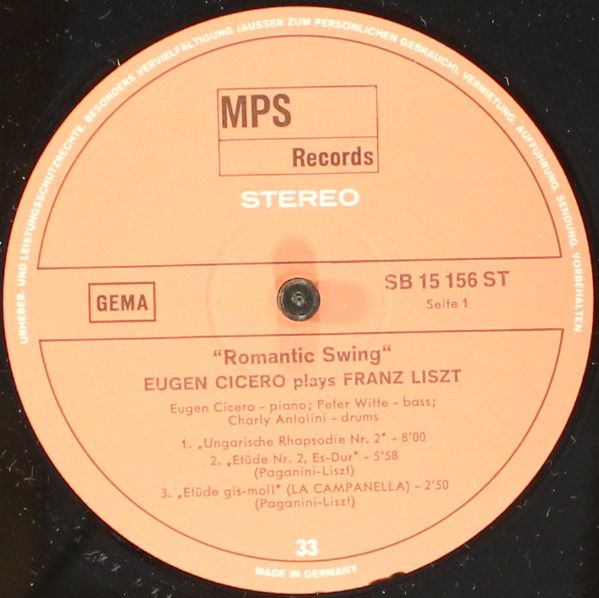 URHEBER- UND LEISTUNGSSCHUTZRECHTE, BESONDERS VERVIELFÄLTIGUNG (AUSSER ZUM PERSÖNLICHEN GEBRAUCH), VERMIETUNG, AUFFÜHRUNG, SENDUNG, VORBEHALTEN
MPS
Records
STEREO
GEMA
SB 15 156 ST
Seite 1
"Romantic Swing"
EUGEN CICERO plays FRANZ LISZT
Eugen Cicero - piano; Peter Witte - bass;
Charly Antolini - drums
1. „Ungarische Rhapsodie Nr. 2" - 8'00
2. „Etüde Nr. 2, Es-Dur" - 5'58
(Paganini-Liszt)
3. „Etüde gis-moll" (LA CAMPANELLA) - 2'50
(Paganini-Liszt)
33
MADE IN GERMANY